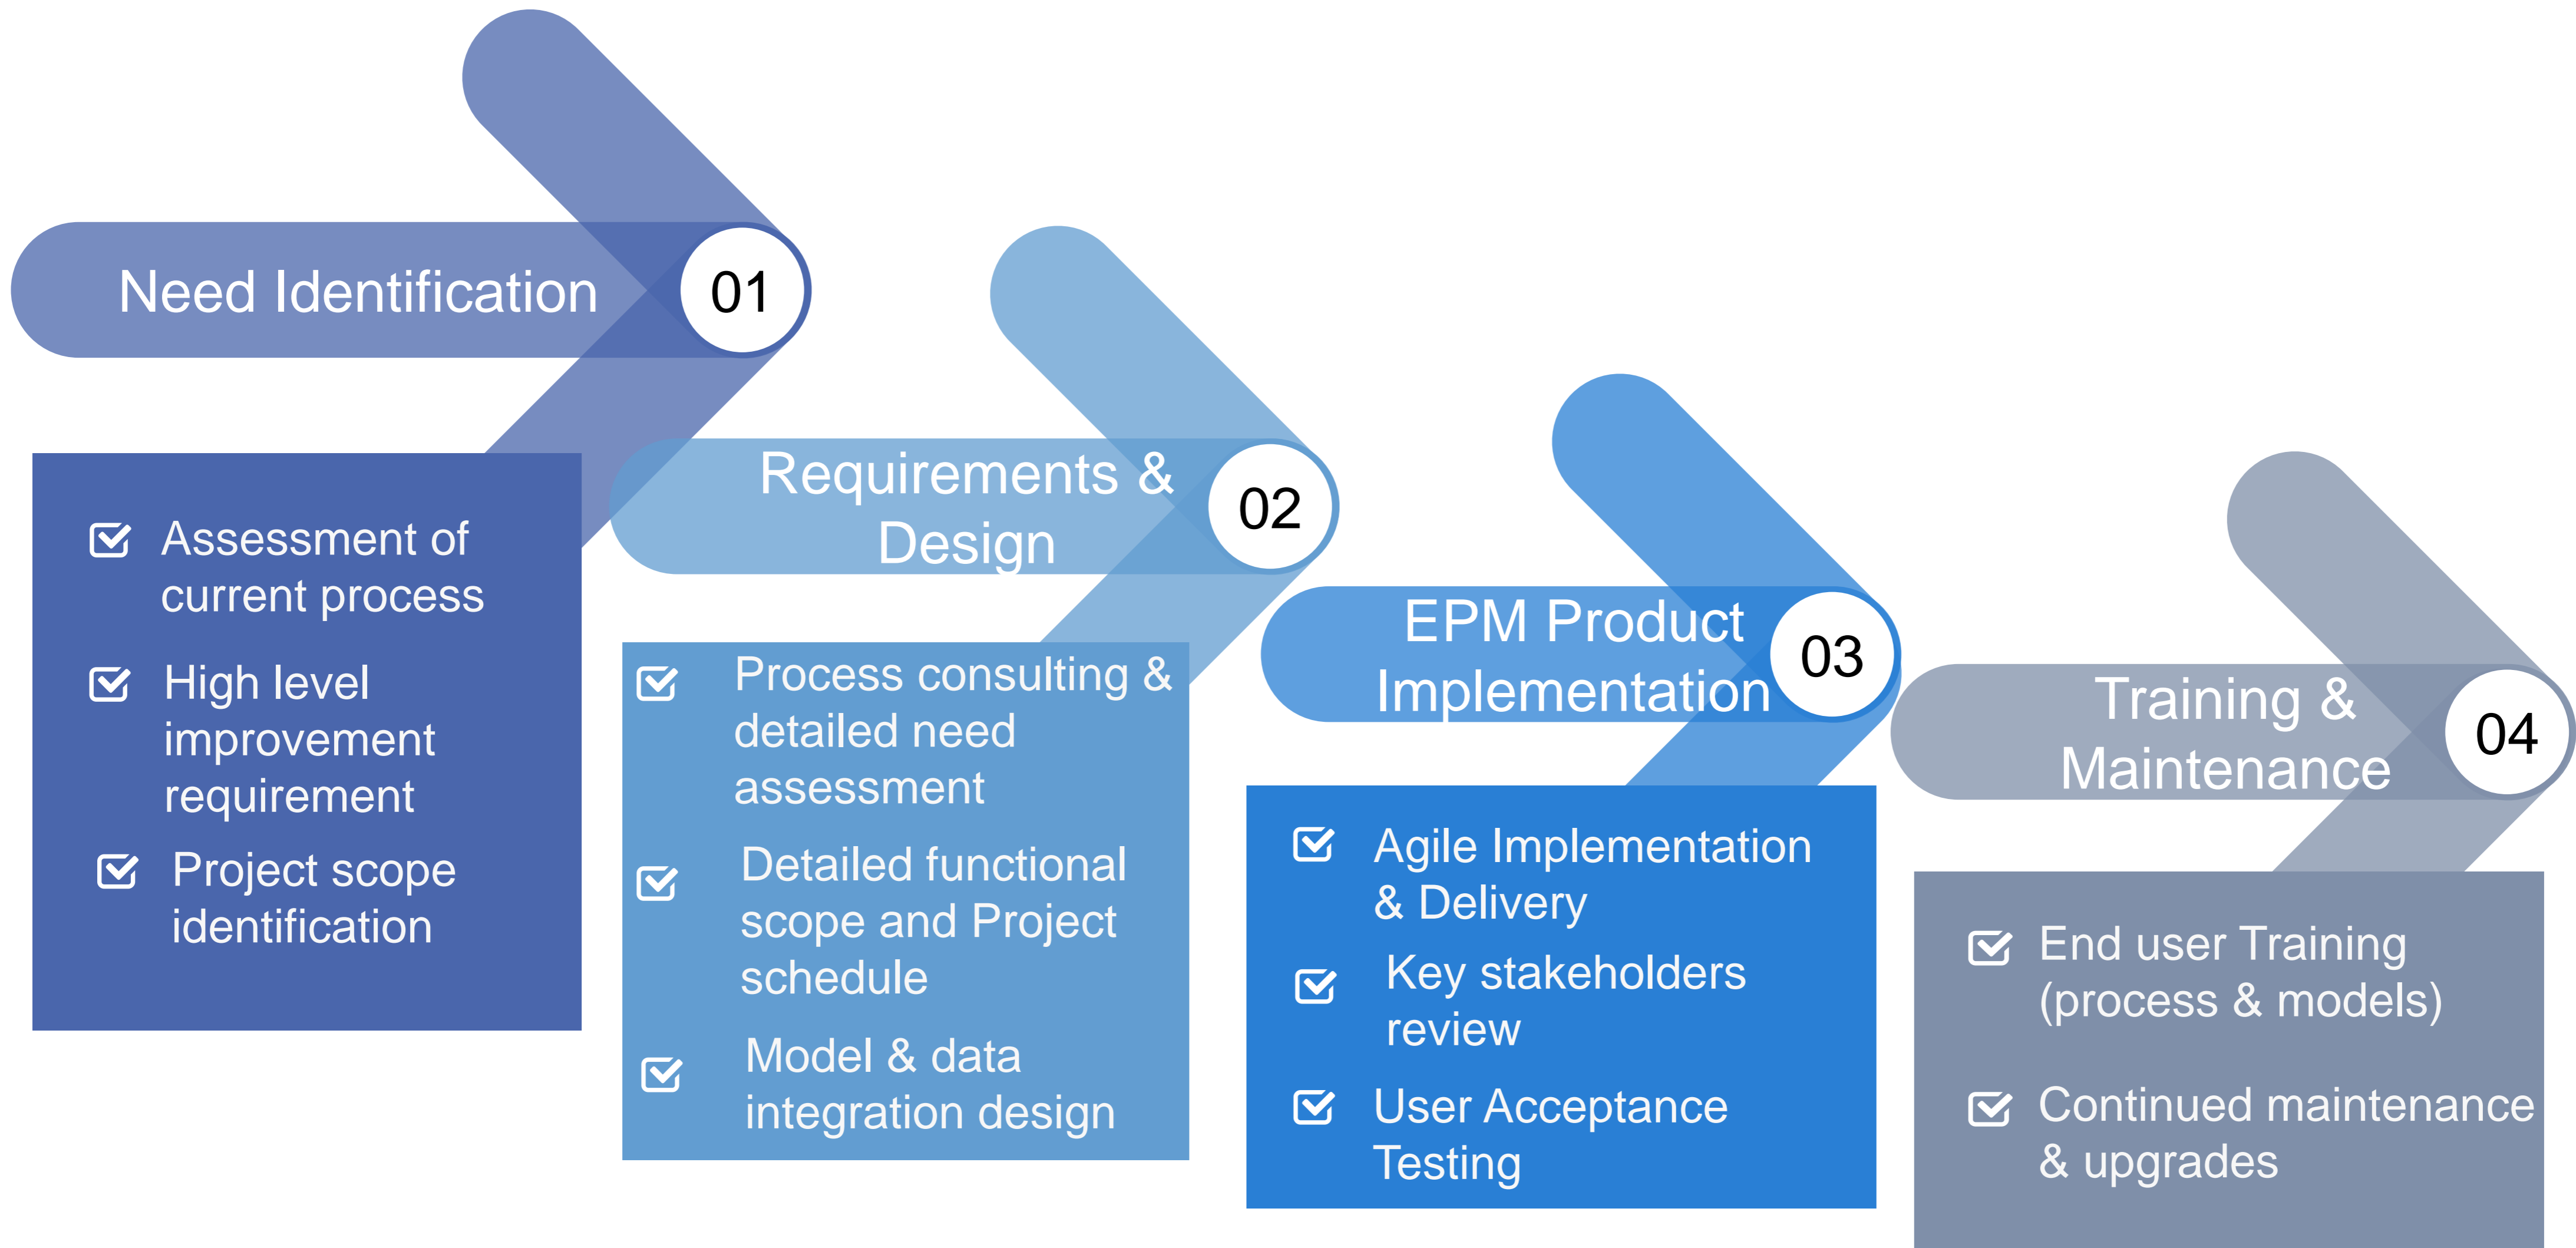 Need Identification
01
Assessment of
current process
High level
improvement
requirement
Project scope
identification
Requirements &
Design
02
Process consulting &
detailed need
assessment
Detailed functional
scope and Project
schedule
Model & data
integration design
EPM Product
Implementation
03
Agile Implementation
& Delivery
Key stakeholders
review
User Acceptance
Testing
Training &
Maintenance
04
End user Training
(process & models)
Continued maintenance
& upgrades